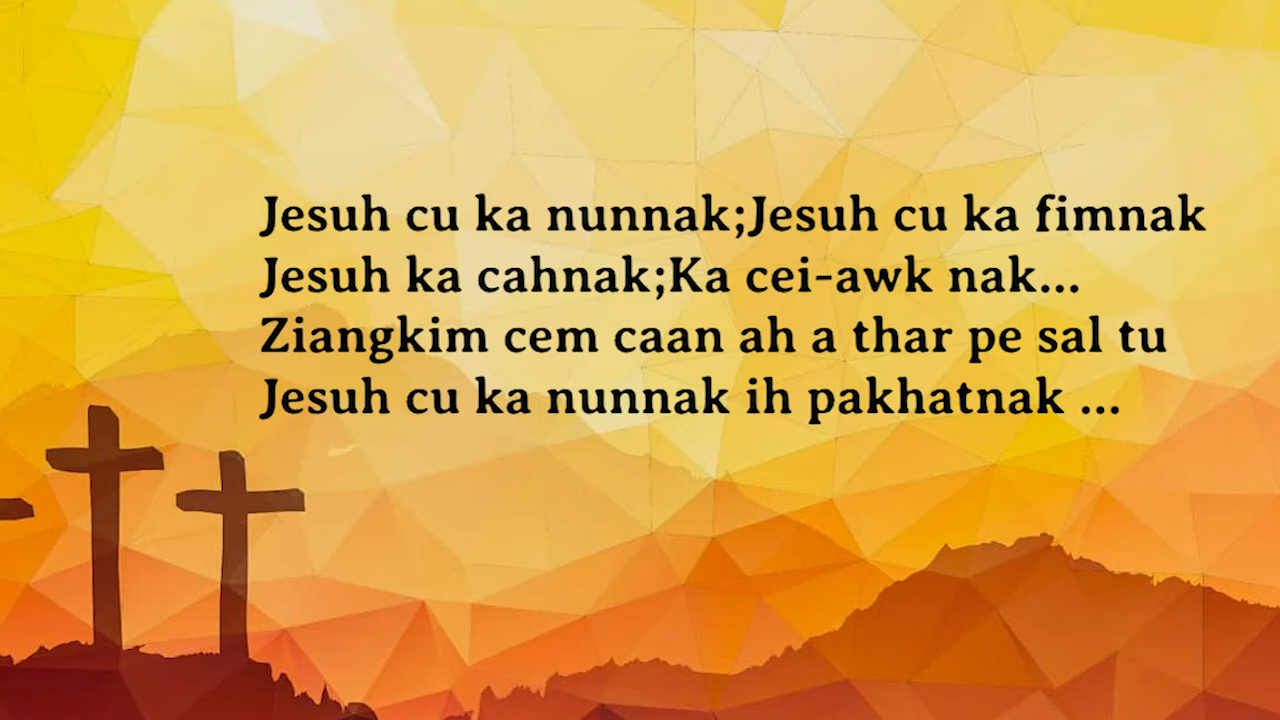 Jesuh cu ka nunnak;Jesuh cu ka fimnak
Jesuh ka cahnak;Ka cei-awk nak...
Ziangkim cem caan ah a thar pe sal tu
Jesuh cu ka nunnak ih pakhatnak ...